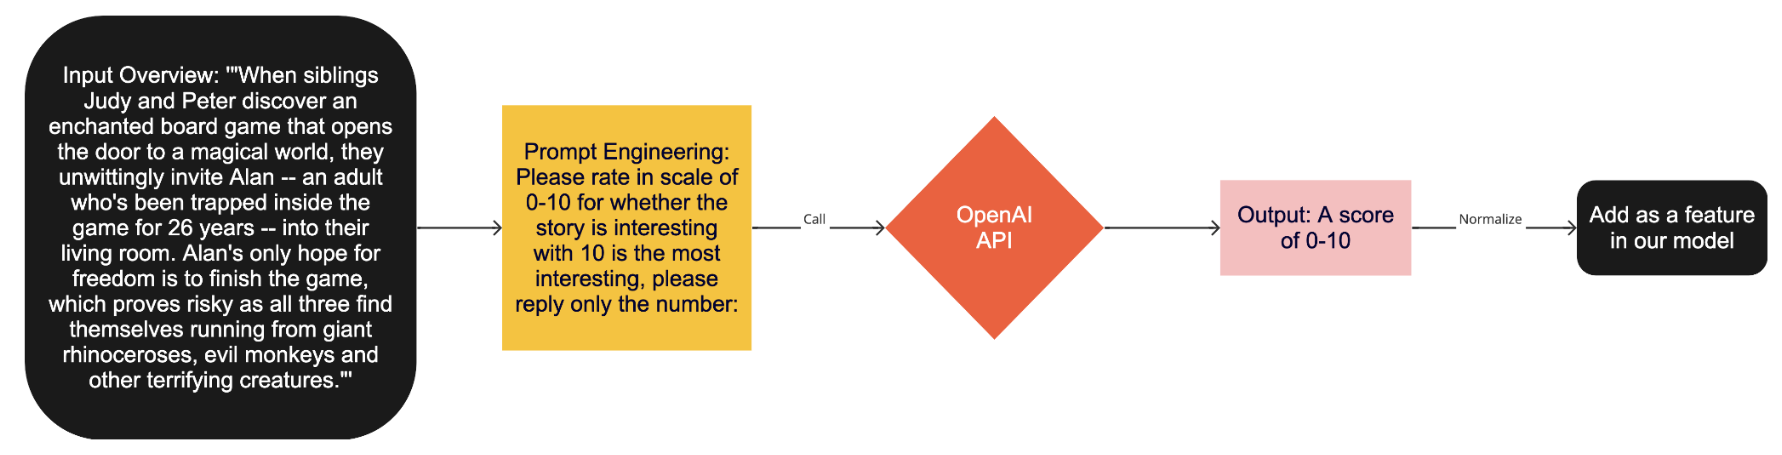 Input Overview: '"When siblings
Judy and Peter discover an
enchanted board game that opens
the door to a magical world, they
unwittingly invite Alan -- an adult
who's been trapped inside the
game for 26 years -- into their
living room. Alan's only hope for
freedom is to finish the game,
which proves risky as all three find
themselves running from giant
rhinoceroses, evil monkeys and
other terrifying creatures."'
Prompt Engineering:
Please rate in scale of
0-10 for whether the
story is interesting
with 10 is the most
interesting, please
reply only the number:
Call
OpenAI
API
Output: A score
of 0-10
Normalize
Add as a feature
in our model